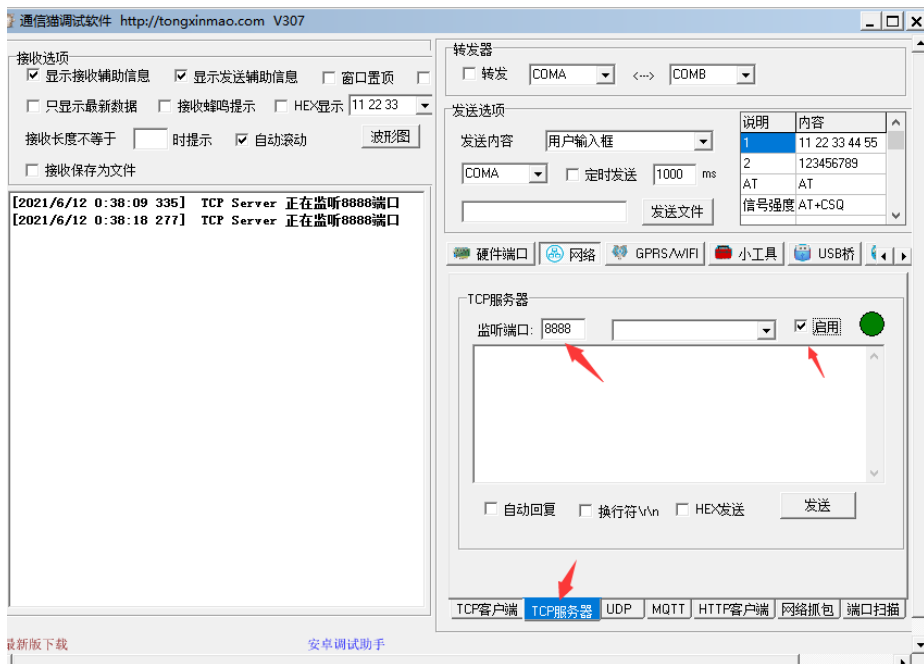 通信猫调试软件 http://tongxinmao.com V307
接收选项
显示接收辅助信息 显示发送辅助信息 窗口置顶
只显示最新数据 接收蜂鸣提示 HEX显示 11 22 33
接收长度不等于 时提示 自动滚动 波形图
接收保存为文件
[2021/6/12 0:38:09 335] TCP Server 正在监听8888端口
[2021/6/12 0:38:18 277] TCP Server 正在监听8888端口
最新版下载 安卓调试助手
转发器
转发 COMA <--> COMB
发送选项
发送内容 用户输入框
COMA 定时发送 1000 ms
发送文件
说明 内容
1 11 22 33 44 55
2 123456789
AT AT
信号强度 AT+CSQ
硬件端口 网络 GPRS/WIFI 小工具 USB桥
TCP服务器
监听端口: 8888 启用
自动回复 换行符\r\n HEX发送 发送
TCP客户端 TCP服务器 UDP MQTT HTTP客户端 网络抓包 端口扫描